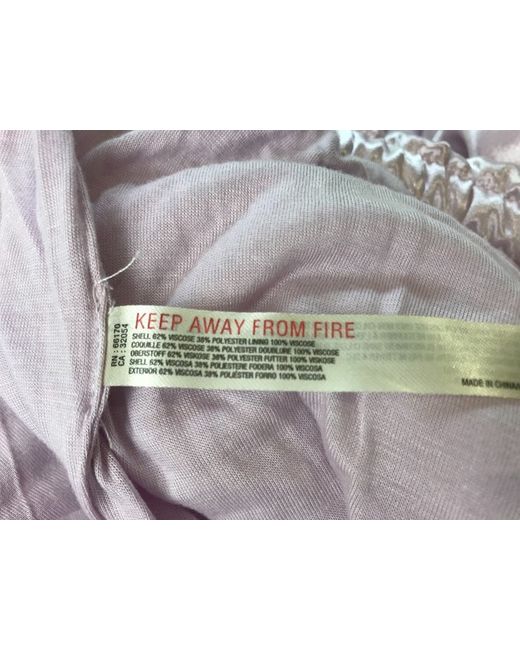 RN : 66170
CA : 32054
KEEP AWAY FROM FIRE
SHELL 62% VISCOSE 38% POLYESTER LINING 100% VISCOSE
COQUILLE 62% VISCOSE 38% POLYESTER DOUBLURE 100% VISCOSE
OBERSTOFF 62% VISKOSE 38% POLYESTER FUTTER 100% VISKOSE
SHELL 62% VISCOSA 38% POLIESTERE FODERA 100% VISCOSA
EXTERIOR 62% VISCOSA 38% POLIÉSTER FORRO 100% VISCOSA
MADE IN CHINA